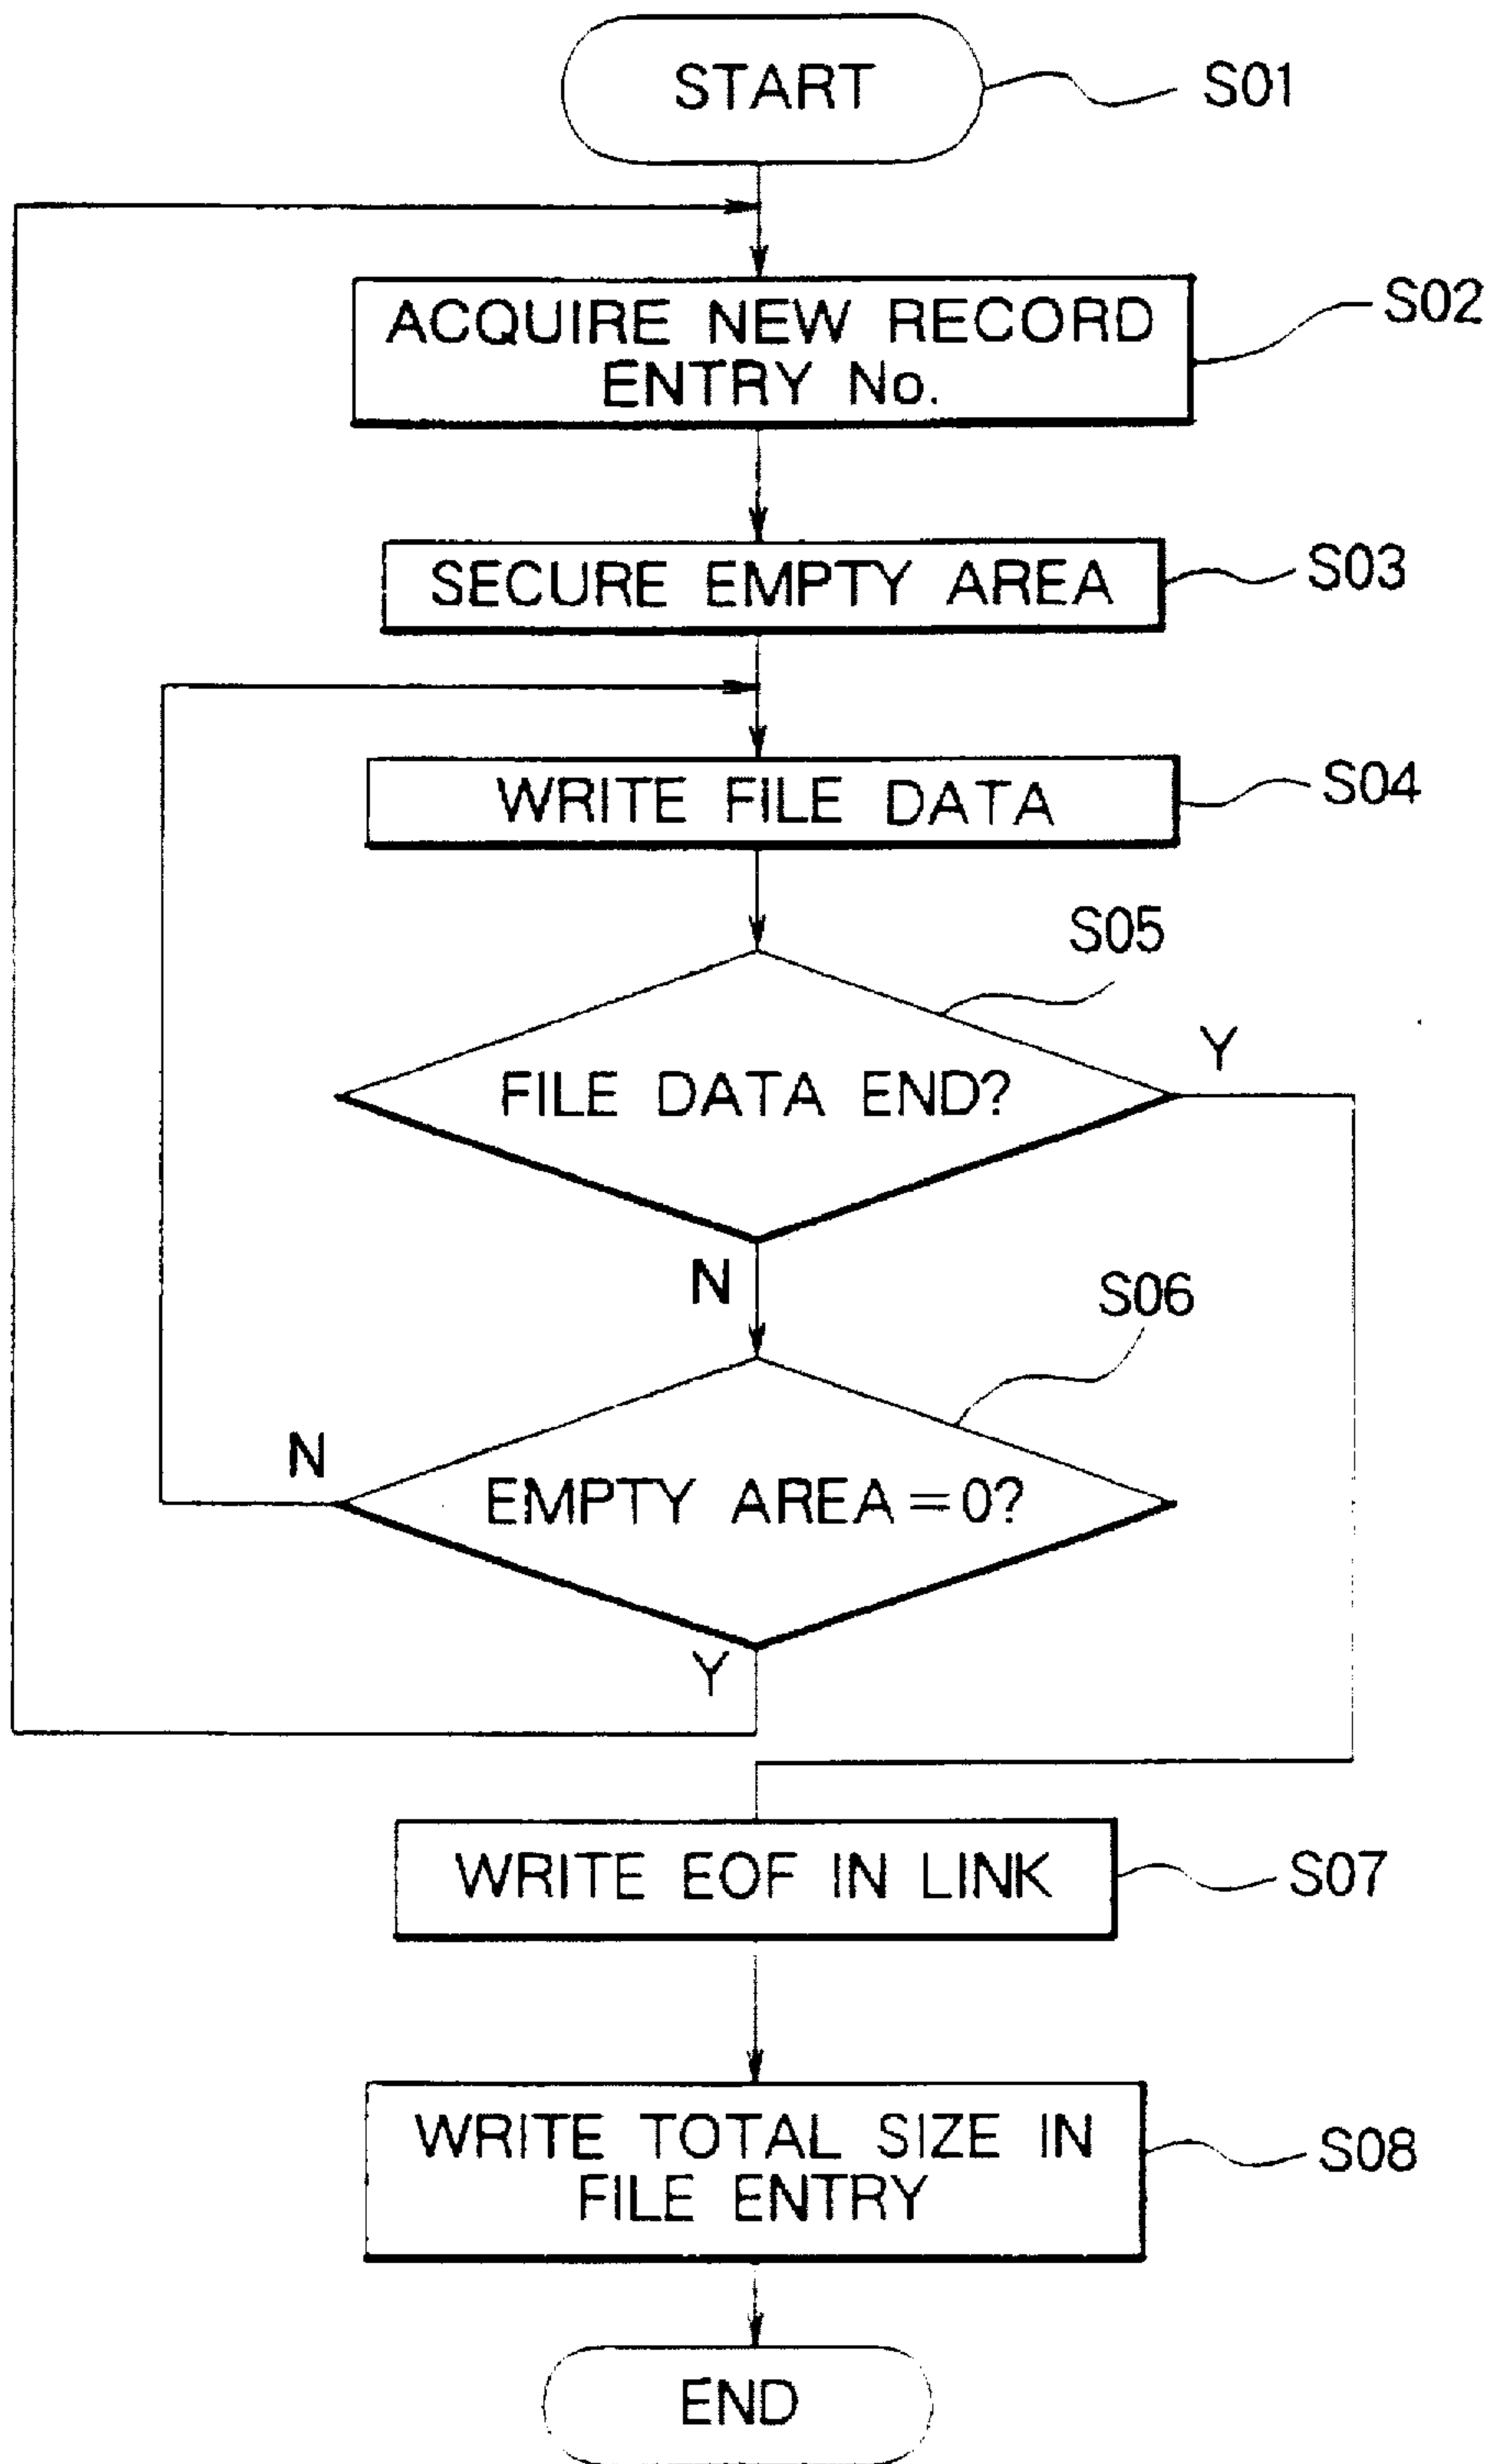 START
S01
ACQUIRE NEW RECORD
ENTRY No.
S02
SECURE EMPTY AREA
S03
WRITE FILE DATA
S04
S05
FILE DATA END?
Y
N
S06
N
EMPTY AREA=0?
Y
WRITE EOF IN LINK
S07
WRITE TOTAL SIZE IN
FILE ENTRY
S08
END